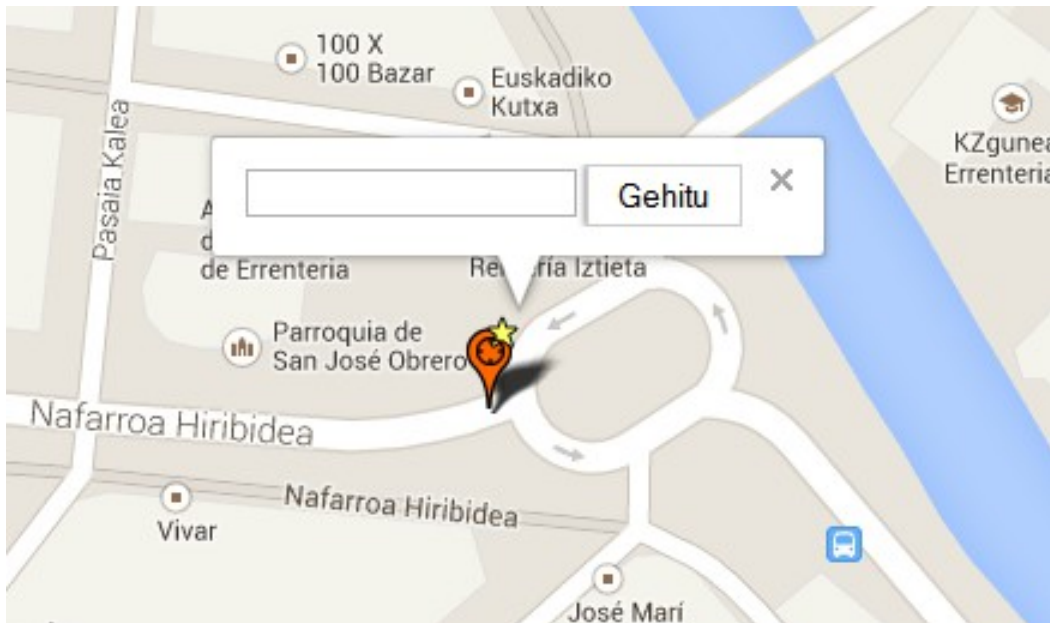 100 X
100 Bazar
Euskadiko
Kutxa
KZgunea
Errenteria
Pasaia Kalea
Gehitu
A
d
de Errenteria
Iztieta
Parroquia de
San José Obrero
Nafarroa Hiribidea
Nafarroa Hiribidea
Vivar
José Marí